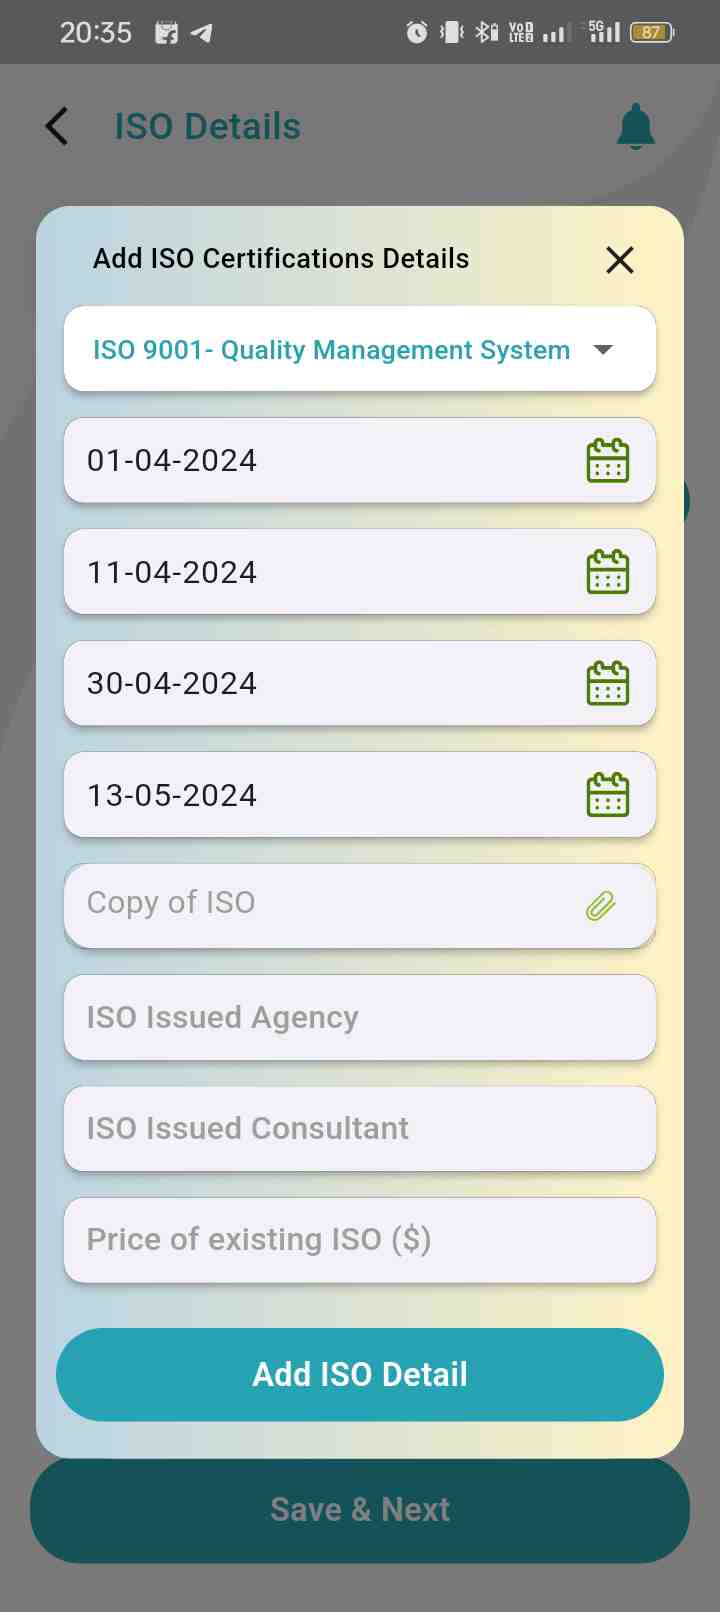 20:35
VoD LTE2 5G 87
ISO Details
Add ISO Certifications Details
ISO 9001- Quality Management System
01-04-2024
11-04-2024
30-04-2024
13-05-2024
Copy of ISO
ISO Issued Agency
ISO Issued Consultant
Price of existing ISO ($)
Add ISO Detail
Save & Next